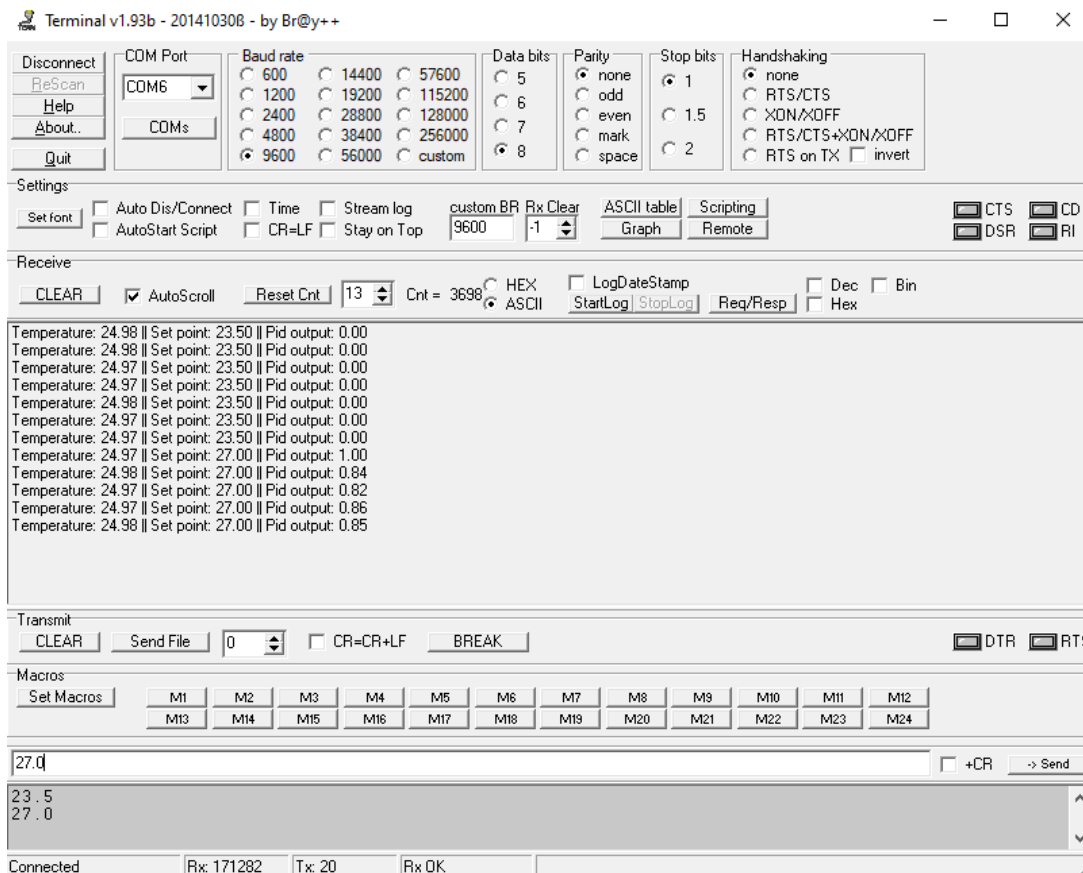 Terminal v1.93b - 20141030ß - by Br@y++
Disconnect
ReScan
Help
About..
Quit
COM Port
COM6
COMs
Baud rate
600 14400 57600
1200 19200 115200
2400 28800 128000
4800 38400 256000
9600 56000 custom
Data bits
5
6
7
8
Parity
none
odd
even
mark
space
Stop bits
1
1.5
2
Handshaking
none
RTS/CTS
XON/XOFF
RTS/CTS+XON/XOFF
RTS on TX invert
Settings
Set font
Auto Dis/Connect Time Stream log
AutoStart Script CR=LF Stay on Top
custom BR Rx Clear
9600 -1
ASCII table Scripting
Graph Remote
CTS CD
DSR RI
Receive
CLEAR AutoScroll Reset Cnt 13 Cnt = 3698
HEX
ASCII
LogDateStamp
StartLog StopLog Req/Resp
Dec Bin
Hex
Temperature: 24.98 || Set point: 23.50 || Pid output: 0.00
Temperature: 24.98 || Set point: 23.50 || Pid output: 0.00
Temperature: 24.97 || Set point: 23.50 || Pid output: 0.00
Temperature: 24.97 || Set point: 23.50 || Pid output: 0.00
Temperature: 24.98 || Set point: 23.50 || Pid output: 0.00
Temperature: 24.97 || Set point: 23.50 || Pid output: 0.00
Temperature: 24.97 || Set point: 23.50 || Pid output: 0.00
Temperature: 24.97 || Set point: 27.00 || Pid output: 1.00
Temperature: 24.98 || Set point: 27.00 || Pid output: 0.84
Temperature: 24.97 || Set point: 27.00 || Pid output: 0.82
Temperature: 24.97 || Set point: 27.00 || Pid output: 0.86
Temperature: 24.98 || Set point: 27.00 || Pid output: 0.85
Transmit
CLEAR Send File 0 CR=CR+LF BREAK
DTR RTS
Macros
Set Macros
M1 M2 M3 M4 M5 M6 M7 M8 M9 M10 M11 M12
M13 M14 M15 M16 M17 M18 M19 M20 M21 M22 M23 M24
27.0
+CR -> Send
23.5
27.0
Connected Rx: 171282 Tx: 20 Rx OK